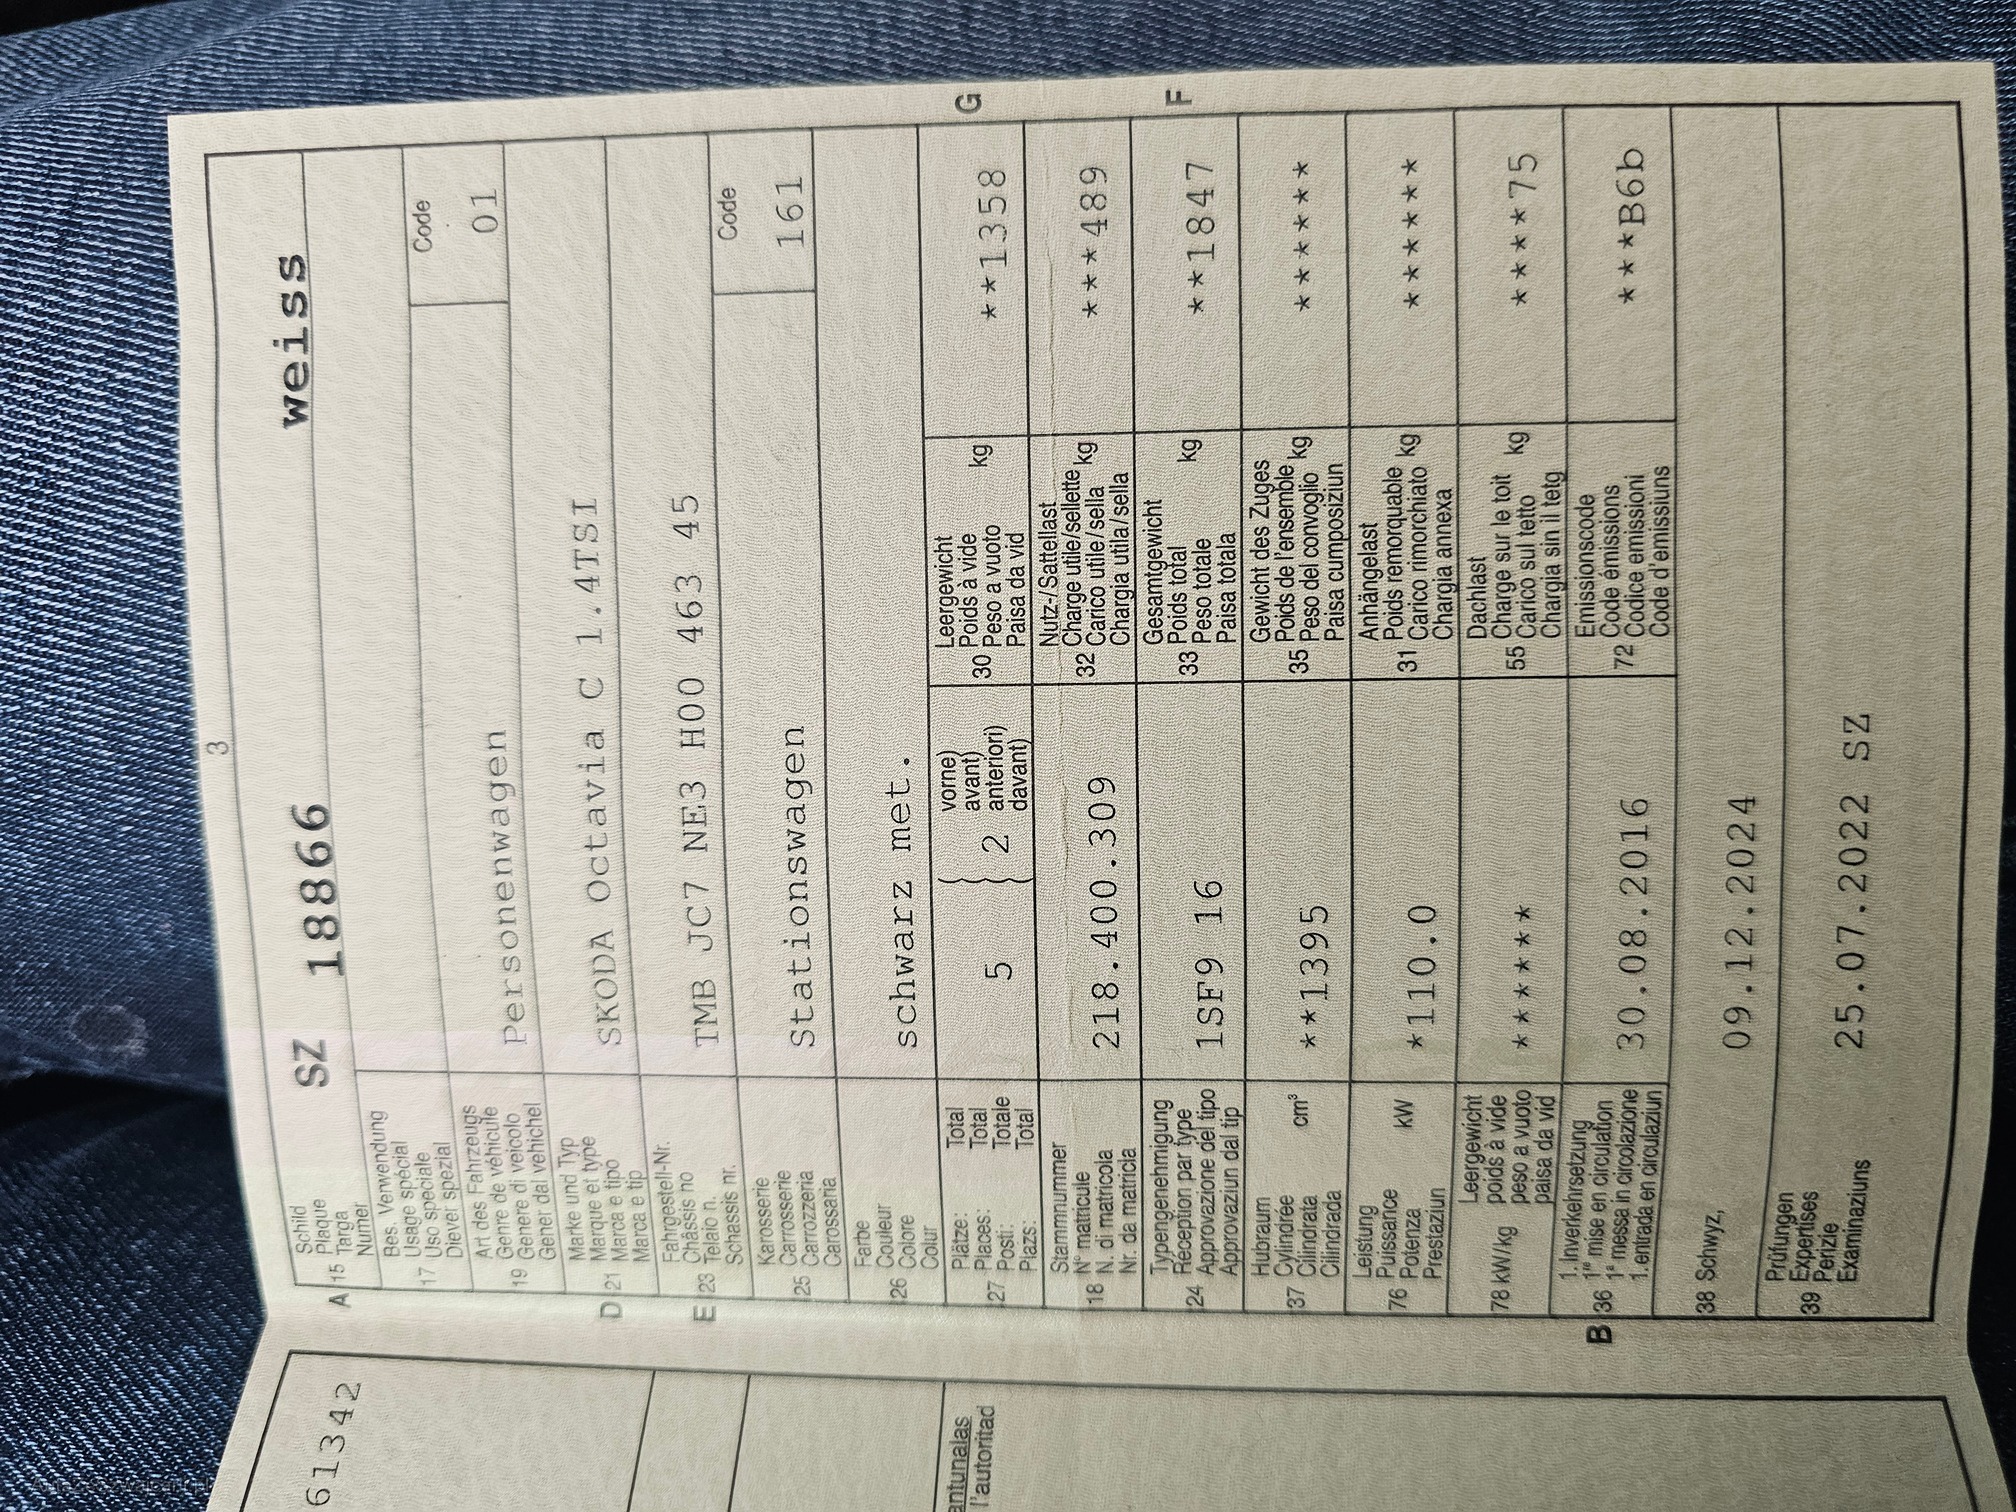 3
A 15 Schild
Plaque
Targa
Numer
SZ 18866 weiss
17 Bes. Verwendung
Usage spécial
Uso speciale
Diever spezial
19 Art des Fahrzeugs
Genre de véhicule
Genere di veicolo
Gener dal vehichel
Personenwagen
Code
01
D 21 Marke und Typ
Marque et type
Marca e tipo
Marca e tip
SKODA Octavia C 1.4TSI
E 23 Fahrgestell-Nr.
Châssis no
Telaio n.
Schassis nr.
TMB JC7 NE3 H00 463 45
25 Karosserie
Carrosserie
Carrozzeria
Carossaria
Stationswagen
Code
161
26 Farbe
Couleur
Colore
Colur
schwarz met.
27 Plätze: Total
Places: Total
Posti: Totale
Plazs: Total
5
2
vorne)
avant)
anteriori)
davant)
30 Leergewicht
Poids à vide
Peso a vuoto
Paisa da vid
kg
**1358
G
18 Stammnummer
N° matricule
N. di matricola
Nr. da matricla
218.400.309
32 Nutz-/Sattellast
Charge utile/sellette
Carico utile/sella
Chargia utila/sella
kg
***489
24 Typengenehmigung
Réception par type
Approvazione del tipo
Approvaziun dal tip
1SF9 16
33 Gesamtgewicht
Poids total
Peso totale
Paisa totala
kg
**1847
F
37 Hubraum
Cylindrée
Cilindrata
Cilindrada
cm³
**1395
35 Gewicht des Zuges
Poids de l'ensemble
Peso del convoglio
Paisa cumposiziun
kg
******
76 Leistung
Puissance
Potenza
Prestaziun
kW
*110.0
31 Anhängelast
Poids remorquable
Carico rimorchiato
Chargia annexa
kg
******
78 kW/kg Leergewicht
poids à vide
peso a vuoto
paisa da vid
******
55 Dachlast
Charge sur le toit
Carico sul tetto
Chargia sin il tetg
kg
****75
B 36 1. Inverkehrsetzung
1re mise en circulation
1a messa in circolazione
1. entrada en circulaziun
30.08.2016
72 Emissionscode
Code émissions
Codice emissioni
Code d'emissiuns
***B6b
38 Schwyz,
09.12.2024
39 Prüfungen
Expertises
Perizie
Examinaziuns
25.07.2022 SZ
61342
antunalas
l'autoritad